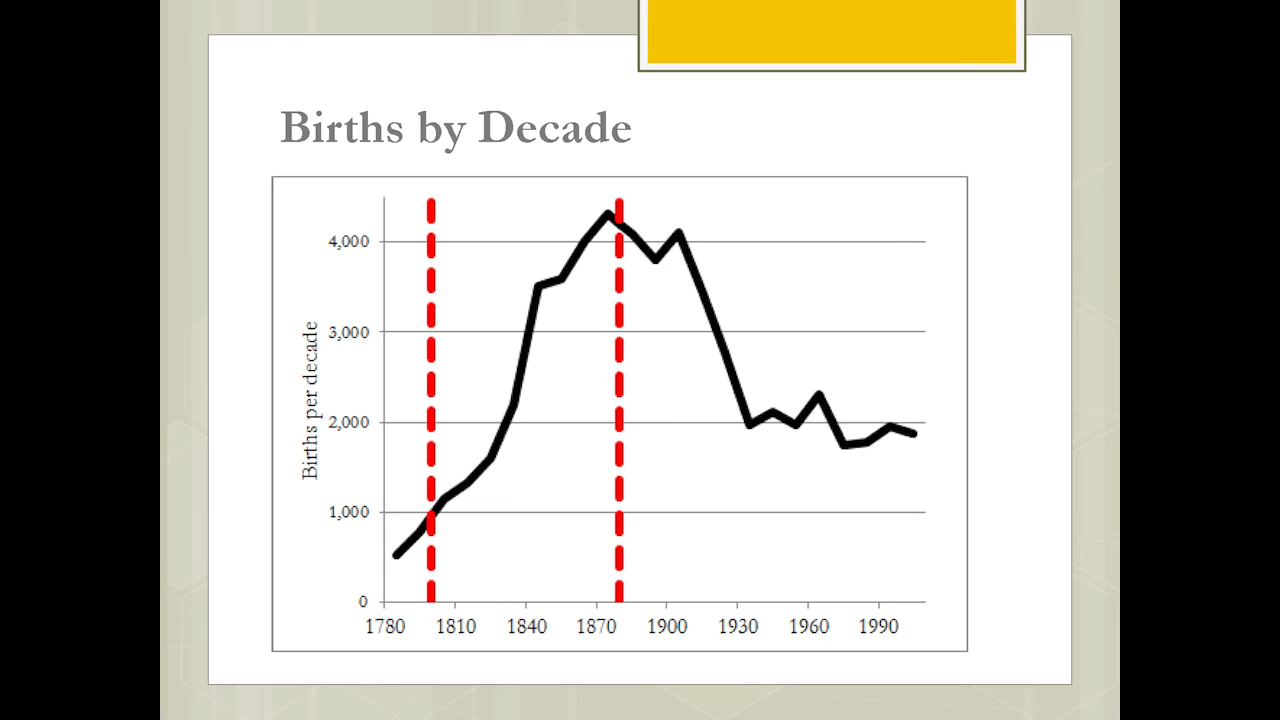 Births by Decade
Births per decade
4,000
3,000
2,000
1,000
0
1780 1810 1840 1870 1900 1930 1960 1990